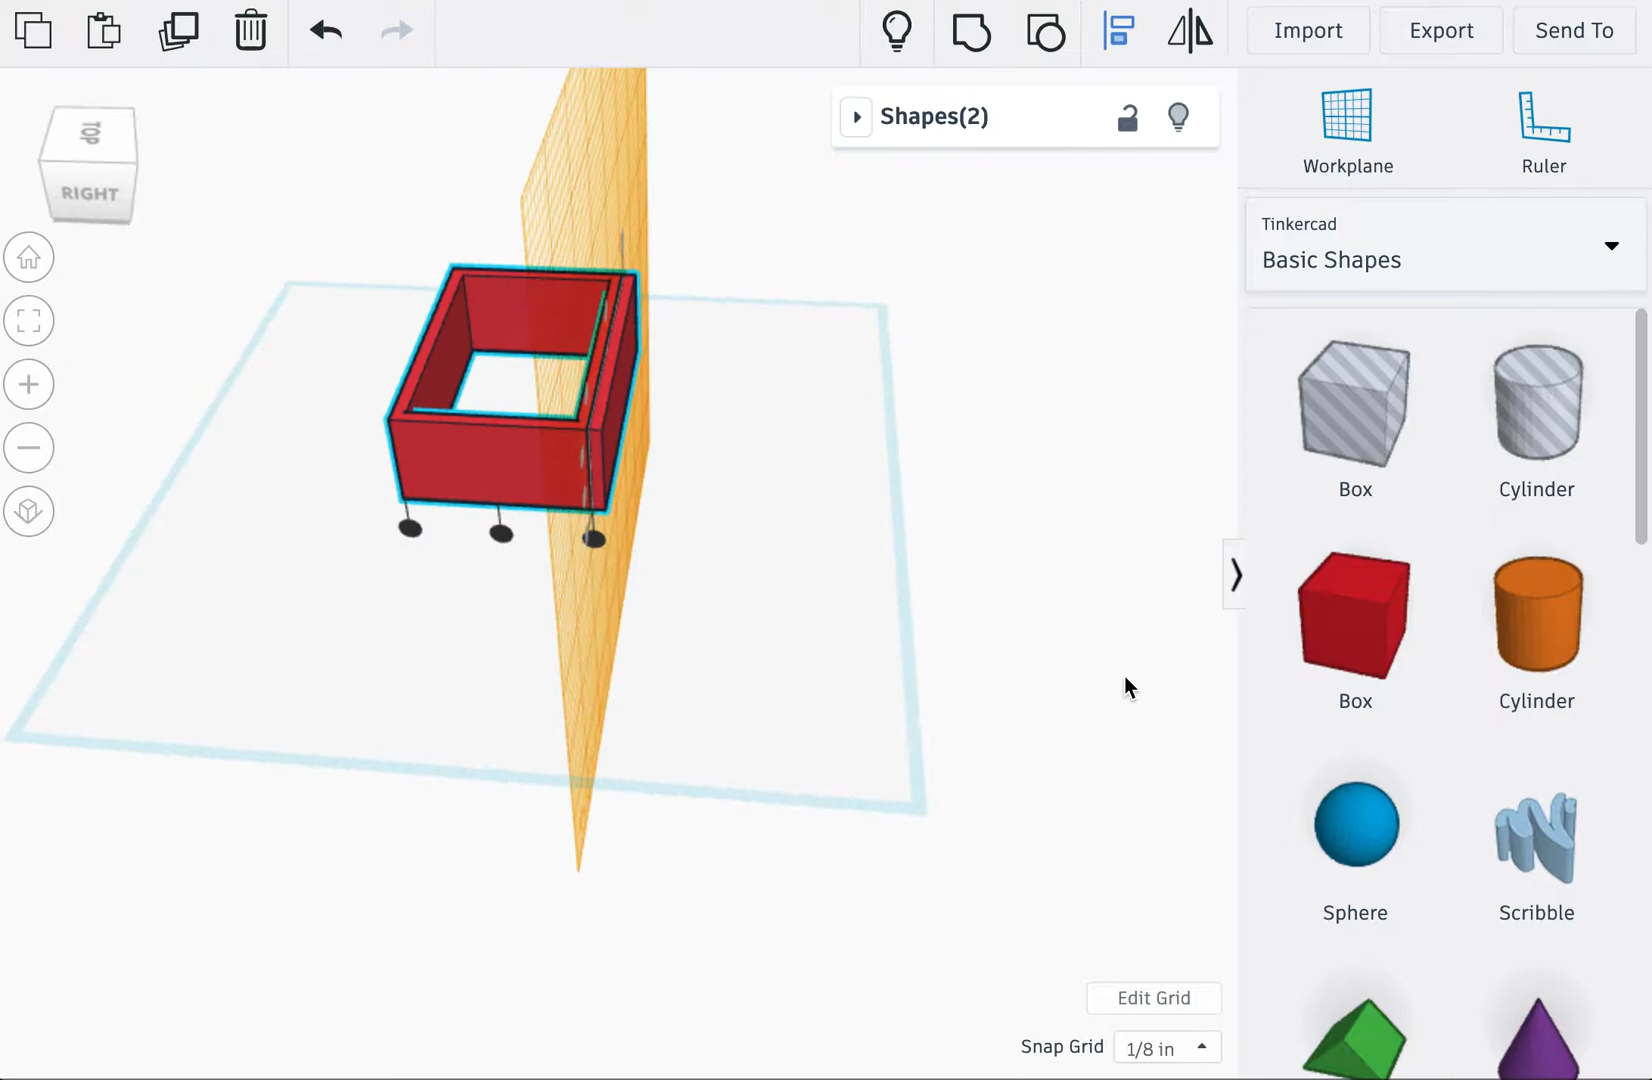 Import Export Send To
TOP
RIGHT
Shapes(2)
Workplane Ruler
Tinkercad
Basic Shapes
Box Cylinder
Box Cylinder
Sphere Scribble
Edit Grid
Snap Grid 1/8 in